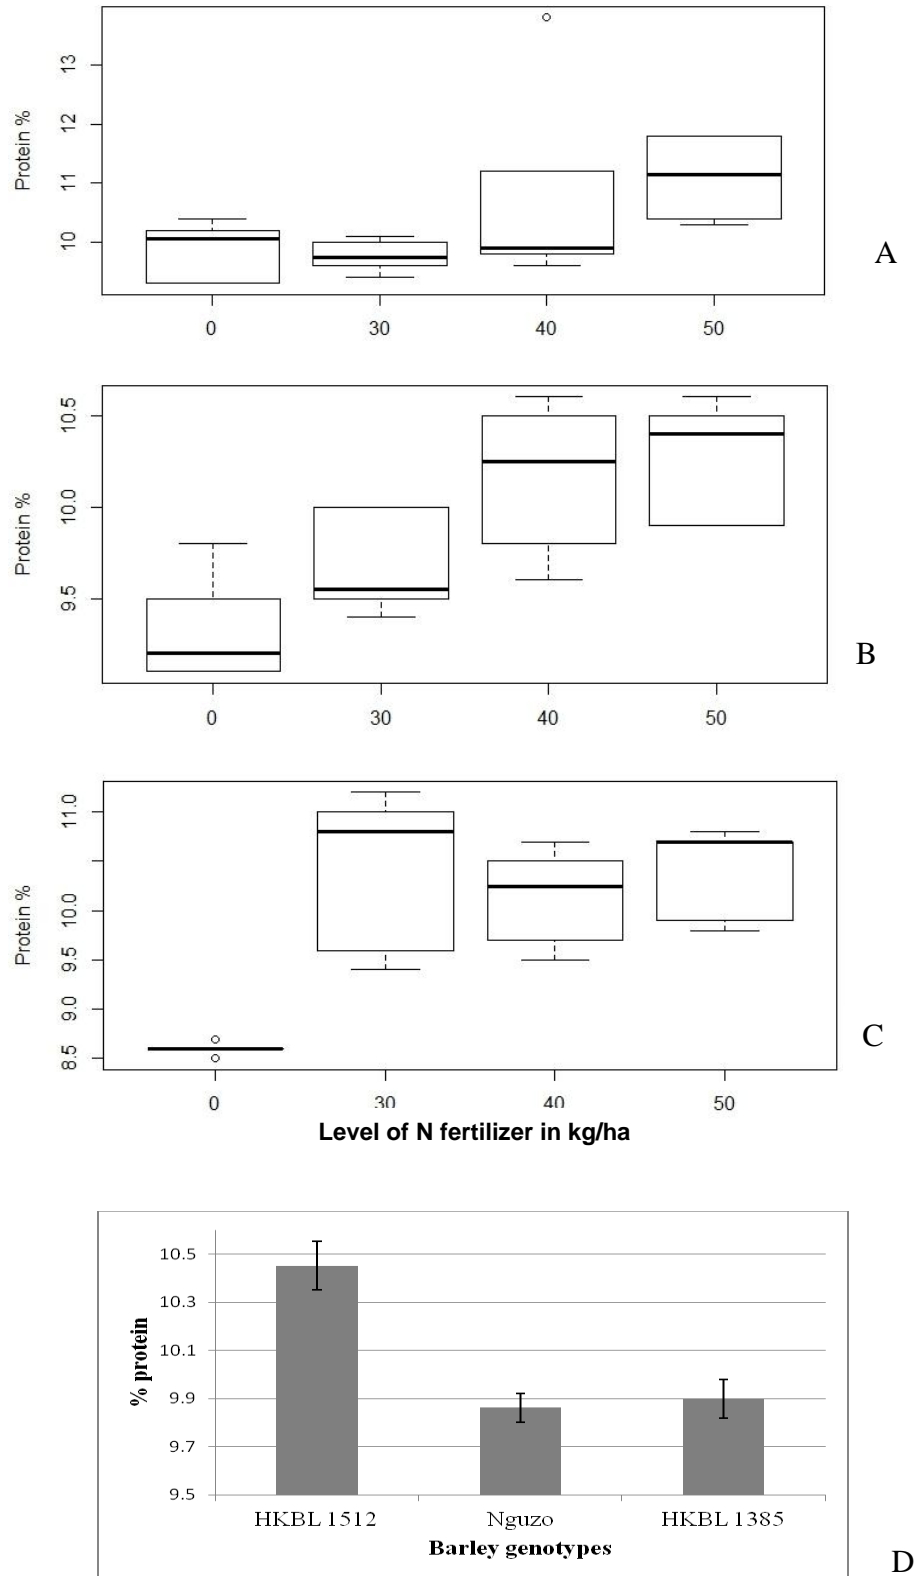 Protein %
13
12
11
10
0 30 40 50
A
Protein %
10.5
10.0
9.5
0 30 40 50
B
Protein %
11.0
10.0
9.5
9.0
8.5
0 30 40 50
C
Level of N fertilizer in kg/ha
% protein
10.5
10.3
10.1
9.9
9.7
9.5
HKBL 1512 Nguzo HKBL 1385
Barley genotypes
D